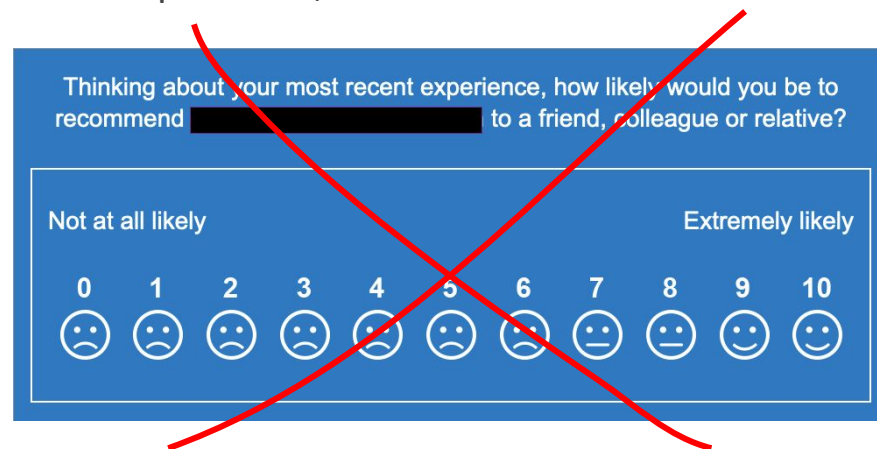 Thinking about your most recent experience, how likely would you be to
recommend to a friend, colleague or relative?
Not at all likely Extremely likely
0 1 2 3 4 5 6 7 8 9 10